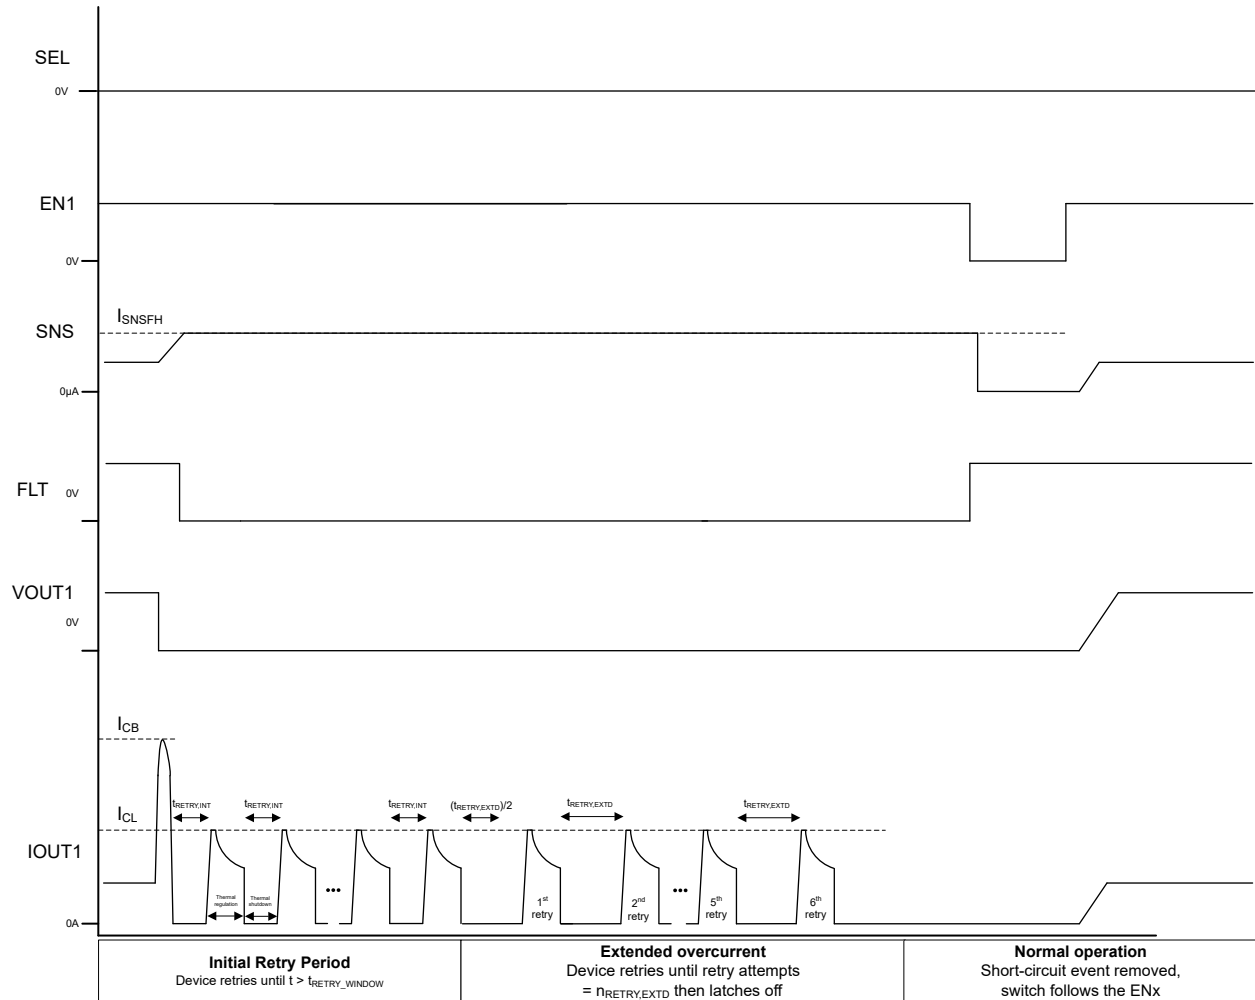 SEL
0V
EN1
0V
I_SNSFH
SNS
0µA
FLT 0V
VOUT1
0V
I_CB
t_RETRY,INT t_RETRY,INT t_RETRY,INT (t_RETRY,EXTD)/2 t_RETRY,EXTD t_RETRY,EXTD
I_CL
IOUT1
Thermal regulation
Thermal shutdown
•••
1st retry
2nd retry
•••
5th retry
6th retry
0A
Initial Retry Period
Device retries until t > t_RETRY_WINDOW
Extended overcurrent
Device retries until retry attempts
= n_RETRY,EXTD then latches off
Normal operation
Short-circuit event removed,
switch follows the ENx